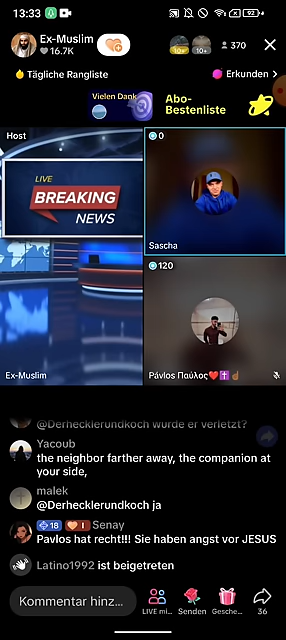 13:33
92
Ex-Muslim
16.7K
10+
10+
370
Tägliche Rangliste
Erkunden
Vielen Dank
Abo-
Bestenliste
Host
0
LIVE
BREAKING
NEWS
Sascha
120
Ex-Muslim
Pávlos Παύλος❤️✝️☝🏾
@Derhecklerundkoch wurde er verletzt?
Yacoub
the neighbor farther away, the companion at
your side,
malek
@Derhecklerundkoch ja
18 I Senay
Pavlos hat recht!!! Sie haben angst vor JESUS
Latino1992 ist beigetreten
Kommentar hinz...
LIVE mi...
Senden
Gesche...
36